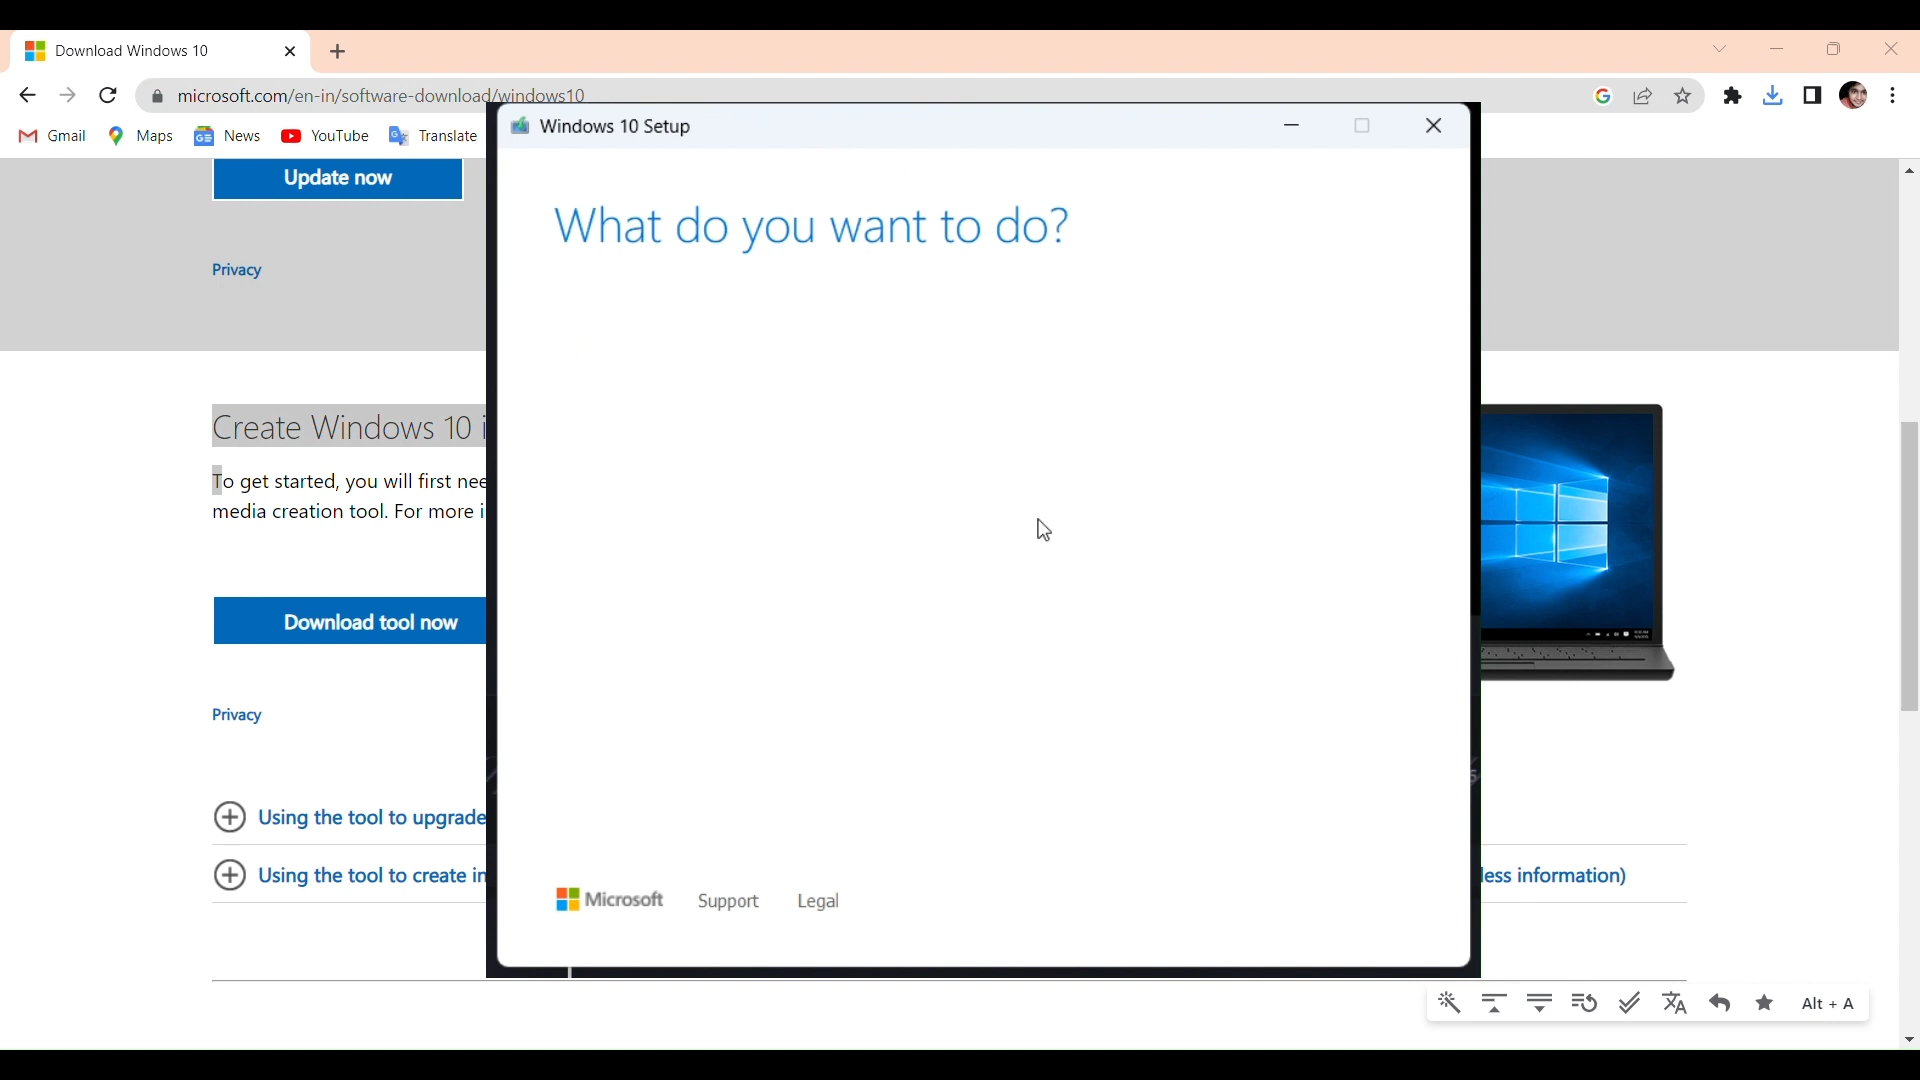 Download Windows 10
microsoft.com/en-in/software-download/windows10
Gmail Maps News YouTube Translate
Windows 10 Setup
Update now
What do you want to do?
Privacy
Create Windows 10
To get started, you will first nee
media creation tool. For more i
Download tool now
Privacy
Using the tool to upgrade
Using the tool to create in
less information)
Microsoft Support Legal
Alt + A